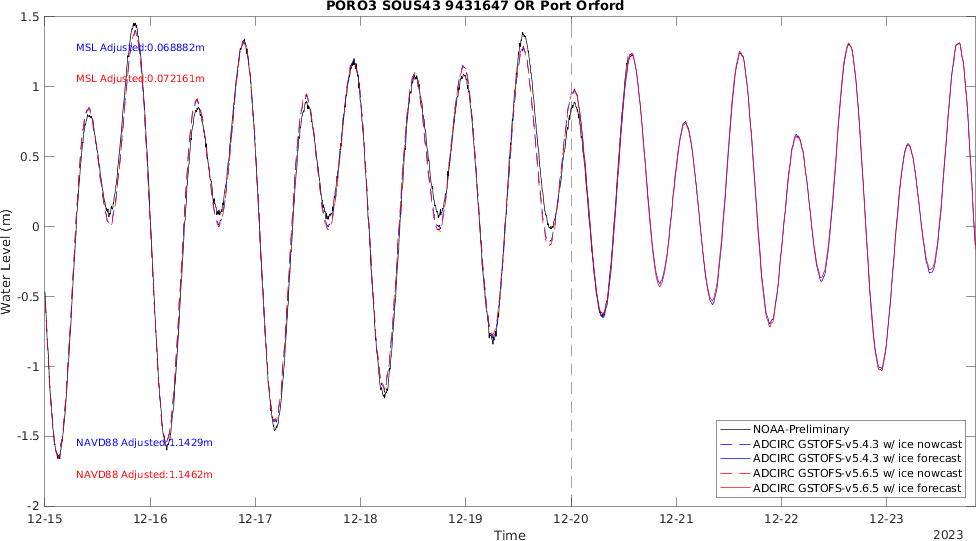 PORO3 SOUS43 9431647 OR Port Orford
1.5
1
0.5
0
-0.5
-1
-1.5
-2
Water Level (m)
MSL Adjusted:0.068882m
MSL Adjusted:0.072161m
NAVD88 Adjusted:1.1429m
NAVD88 Adjusted:1.1462m
NOAA-Preliminary
ADCIRC GSTOFS-v5.4.3 w/ ice nowcast
ADCIRC GSTOFS-v5.4.3 w/ ice forecast
ADCIRC GSTOFS-v5.6.5 w/ ice nowcast
ADCIRC GSTOFS-v5.6.5 w/ ice forecast
12-15 12-16 12-17 12-18 12-19 12-20 12-21 12-22 12-23
Time
2023